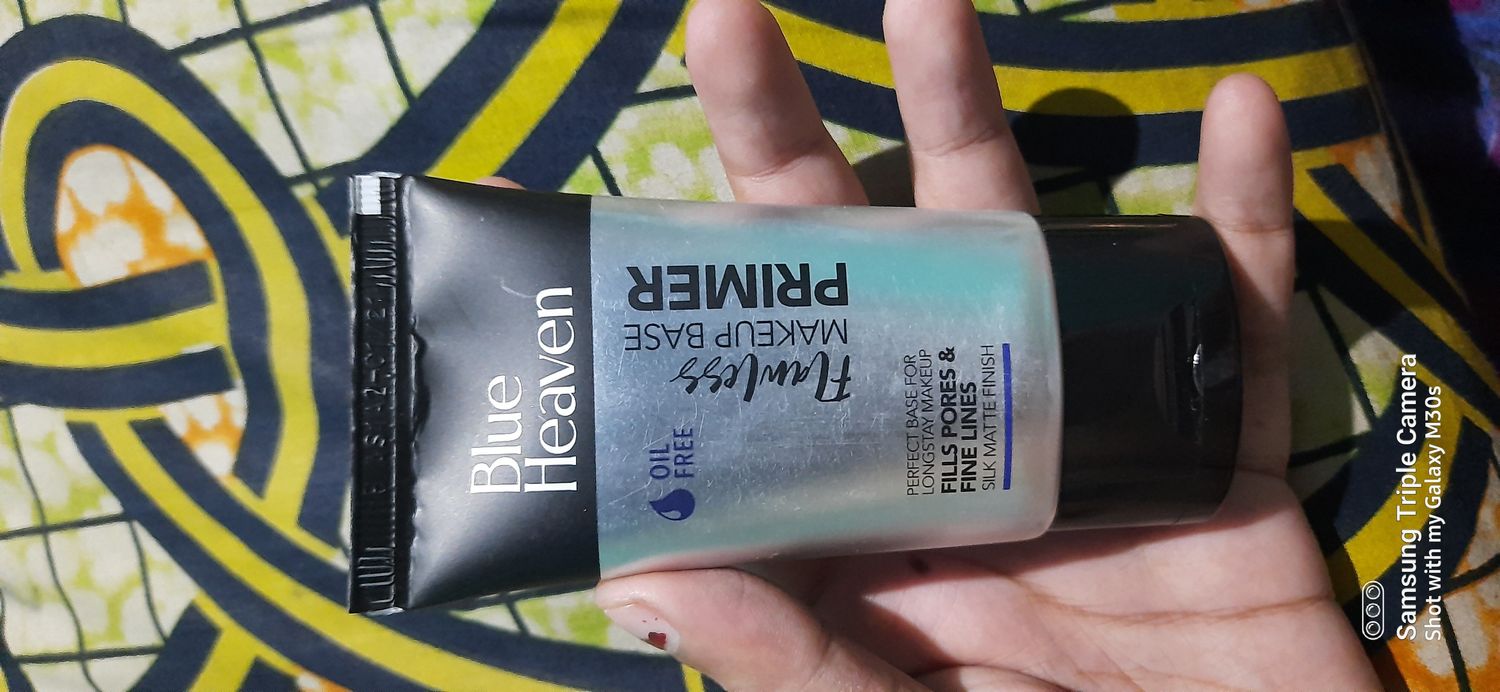 Blue
Heaven
Flawless
MAKEUP BASE
PRIMER
OIL
FREE
PERFECT BASE FOR
LONGSTAY MAKEUP
FILLS PORES &
FINE LINES
SILK MATTE FINISH
Samsung Triple Camera
Shot with my Galaxy M30s